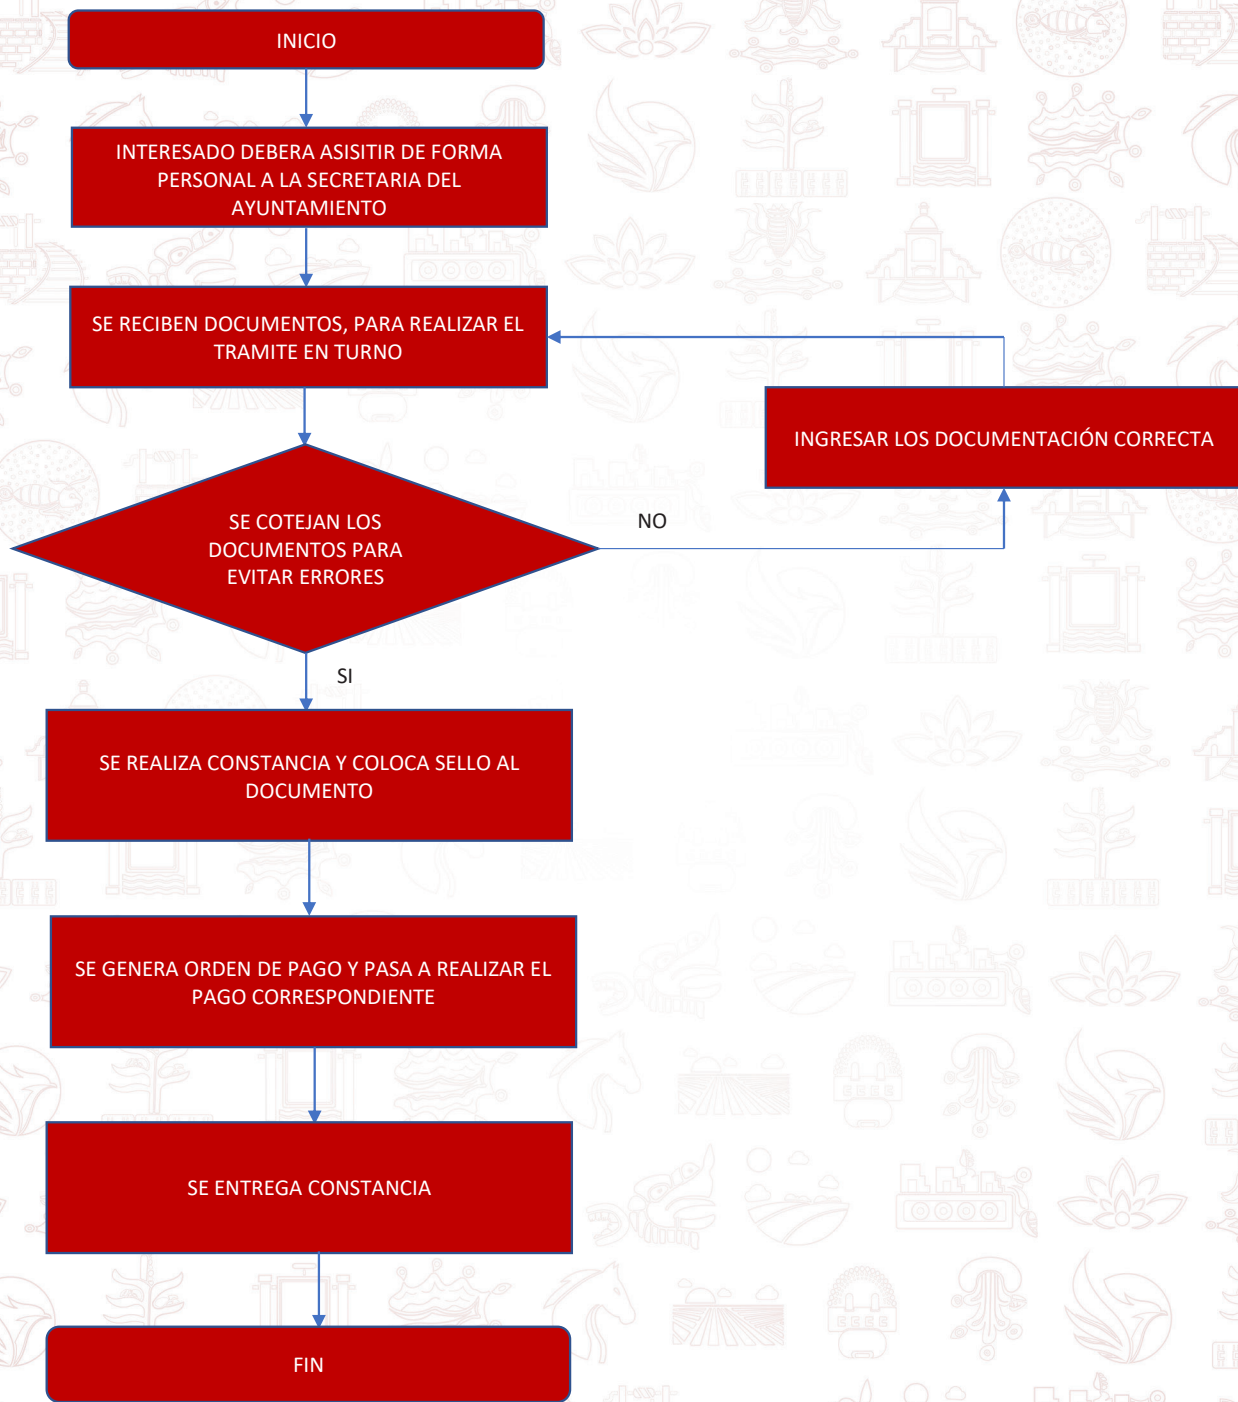 INICIO
INTERESADO DEBERA ASISITIR DE FORMA
PERSONAL A LA SECRETARIA DEL
AYUNTAMIENTO
SE RECIBEN DOCUMENTOS, PARA REALIZAR EL
TRAMITE EN TURNO
INGRESAR LOS DOCUMENTACIÓN CORRECTA
SE COTEJAN LOS
DOCUMENTOS PARA
EVITAR ERRORES
NO
SI
SE REALIZA CONSTANCIA Y COLOCA SELLO AL
DOCUMENTO
SE GENERA ORDEN DE PAGO Y PASA A REALIZAR EL
PAGO CORRESPONDIENTE
SE ENTREGA CONSTANCIA
FIN